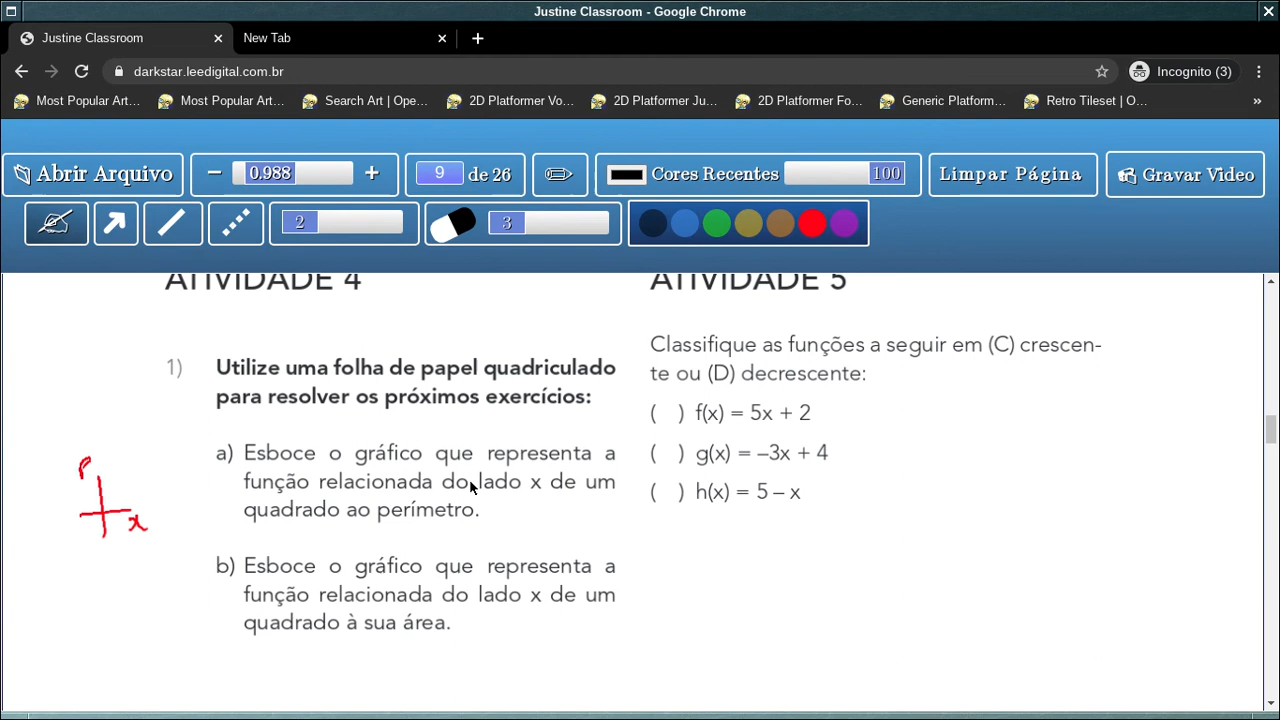 Justine Classroom - Google Chrome
Justine Classroom
New Tab
darkstar.leedigital.com.br
Incognito (3)
Most Popular Art...
Most Popular Art...
Search Art | Ope...
2D Platformer Vo...
2D Platformer Ju...
2D Platformer Fo...
Generic Platform...
Retro Tileset | O...
»
Abrir Arquivo
− 0.988 +
9 de 26
Cores Recentes 100
Limpar Página
Gravar Video
2
3
ATIVIDADE 4
1) Utilize uma folha de papel quadriculado
para resolver os próximos exercícios:
a) Esboce o gráfico que representa a
função relacionada do lado x de um
quadrado ao perímetro.
b) Esboce o gráfico que representa a
função relacionada do lado x de um
quadrado à sua área.
P
x
ATIVIDADE 5
Classifique as funções a seguir em (C) crescen-
te ou (D) decrescente:
( ) f(x) = 5x + 2
( ) g(x) = –3x + 4
( ) h(x) = 5 – x